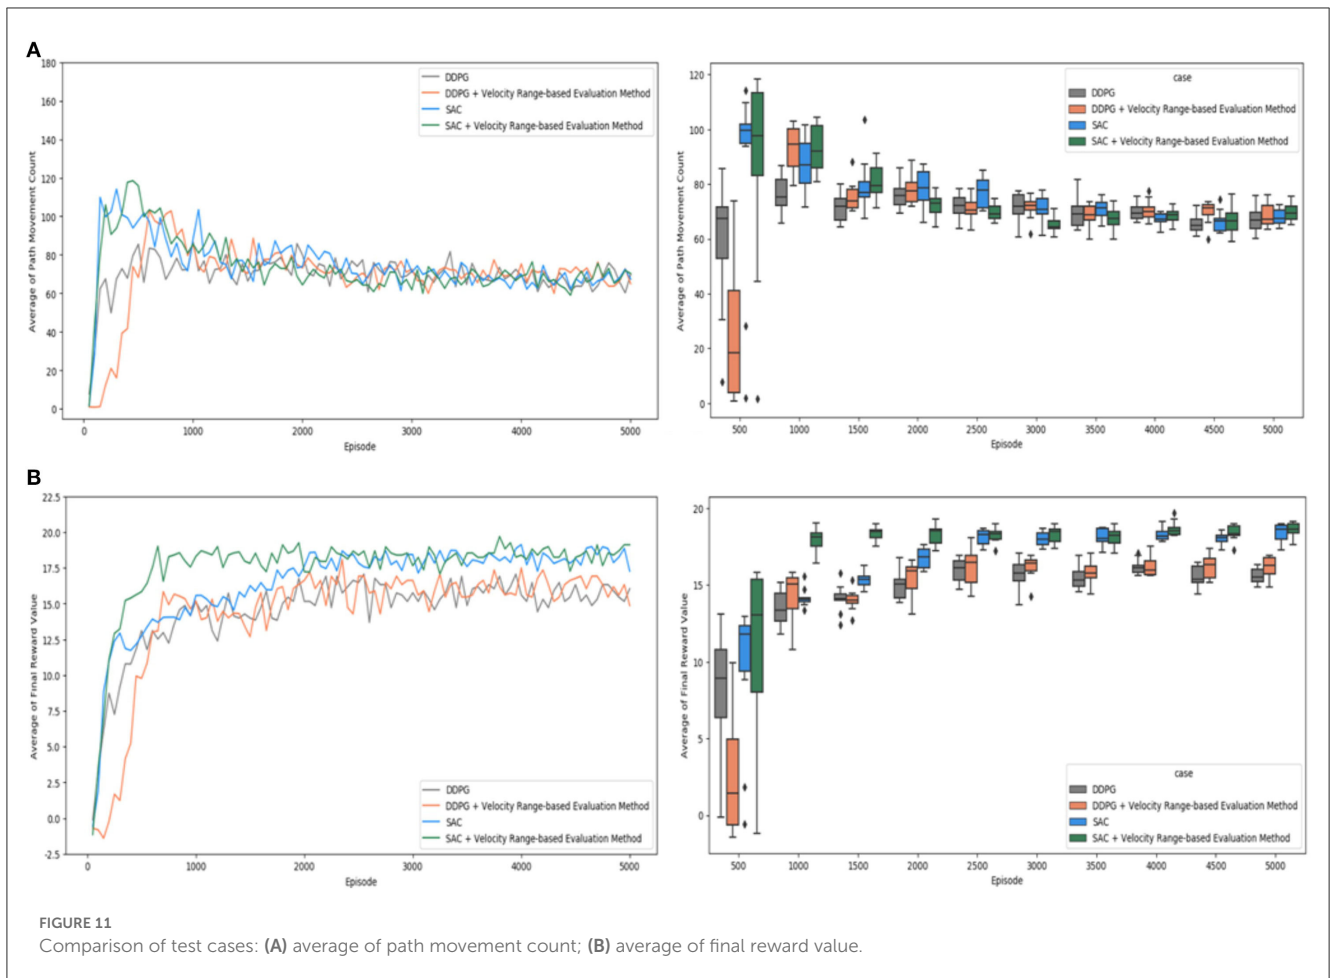 A
180
160
140
120
100
80
60
40
20
0
Average of Path Movement Count
DDPG
DDPG + Velocity Range-based Evaluation Method
SAC
SAC + Velocity Range-based Evaluation Method
0 1000 2000 3000 4000 5000
Episode
120
100
80
60
40
20
0
Average of Path Movement Count
case
DDPG
DDPG + Velocity Range-based Evaluation Method
SAC
SAC + Velocity Range-based Evaluation Method
500 1000 1500 2000 2500 3000 3500 4000 4500 5000
Episode
B
22.5
20.0
17.5
15.0
12.5
10.0
7.5
5.0
2.5
0.0
-2.5
Average of Final Reward Value
DDPG
DDPG + Velocity Range-based Evaluation Method
SAC
SAC + Velocity Range-based Evaluation Method
0 1000 2000 3000 4000 5000
Episode
20
15
10
5
0
Average of Final Reward Value
case
DDPG
DDPG + Velocity Range-based Evaluation Method
SAC
SAC + Velocity Range-based Evaluation Method
500 1000 1500 2000 2500 3000 3500 4000 4500 5000
Episode
FIGURE 11
Comparison of test cases: (A) average of path movement count; (B) average of final reward value.